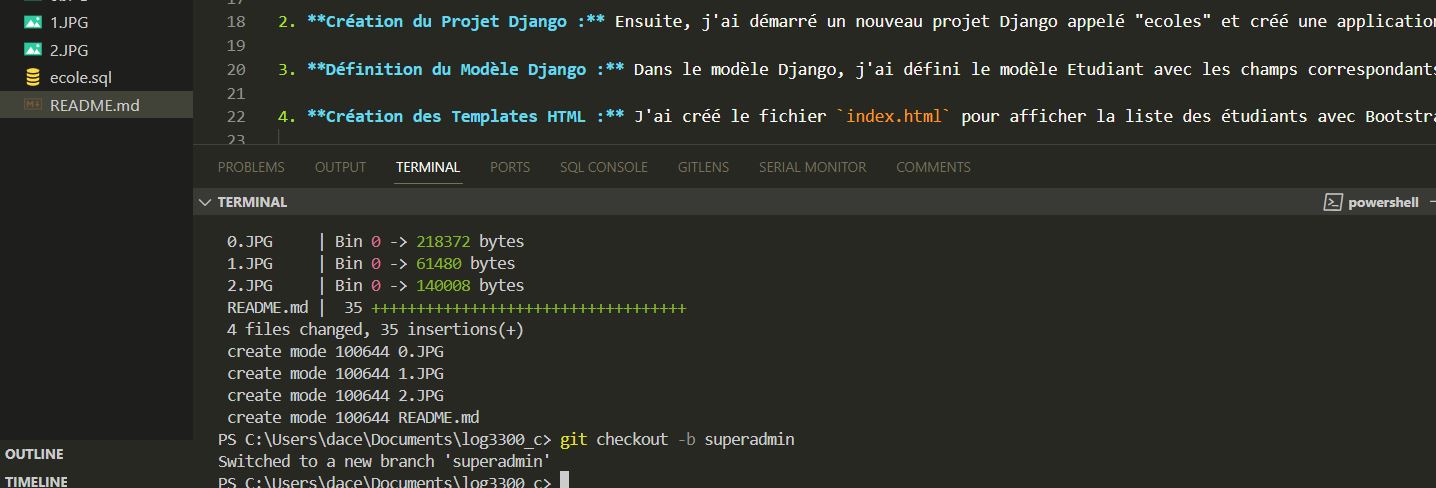 1.JPG
2.JPG
ecole.sql
README.md
18 2. **Création du Projet Django :** Ensuite, j'ai démarré un nouveau projet Django appelé "ecoles" et créé une application
19
20 3. **Définition du Modèle Django :** Dans le modèle Django, j'ai défini le modèle Etudiant avec les champs correspondants
21
22 4. **Création des Templates HTML :** J'ai créé le fichier `index.html` pour afficher la liste des étudiants avec Bootstra
23
PROBLEMS OUTPUT TERMINAL PORTS SQL CONSOLE GITLENS SERIAL MONITOR COMMENTS
TERMINAL powershell
0.JPG | Bin 0 -> 218372 bytes
1.JPG | Bin 0 -> 61480 bytes
2.JPG | Bin 0 -> 140008 bytes
README.md | 35 +++++++++++++++++++++++++++++++++++
4 files changed, 35 insertions(+)
create mode 100644 0.JPG
create mode 100644 1.JPG
create mode 100644 2.JPG
create mode 100644 README.md
PS C:\Users\dace\Documents\log3300_c> git checkout -b superadmin
Switched to a new branch 'superadmin'
PS C:\Users\dace\Documents\log3300_c>
OUTLINE
TIMELINE